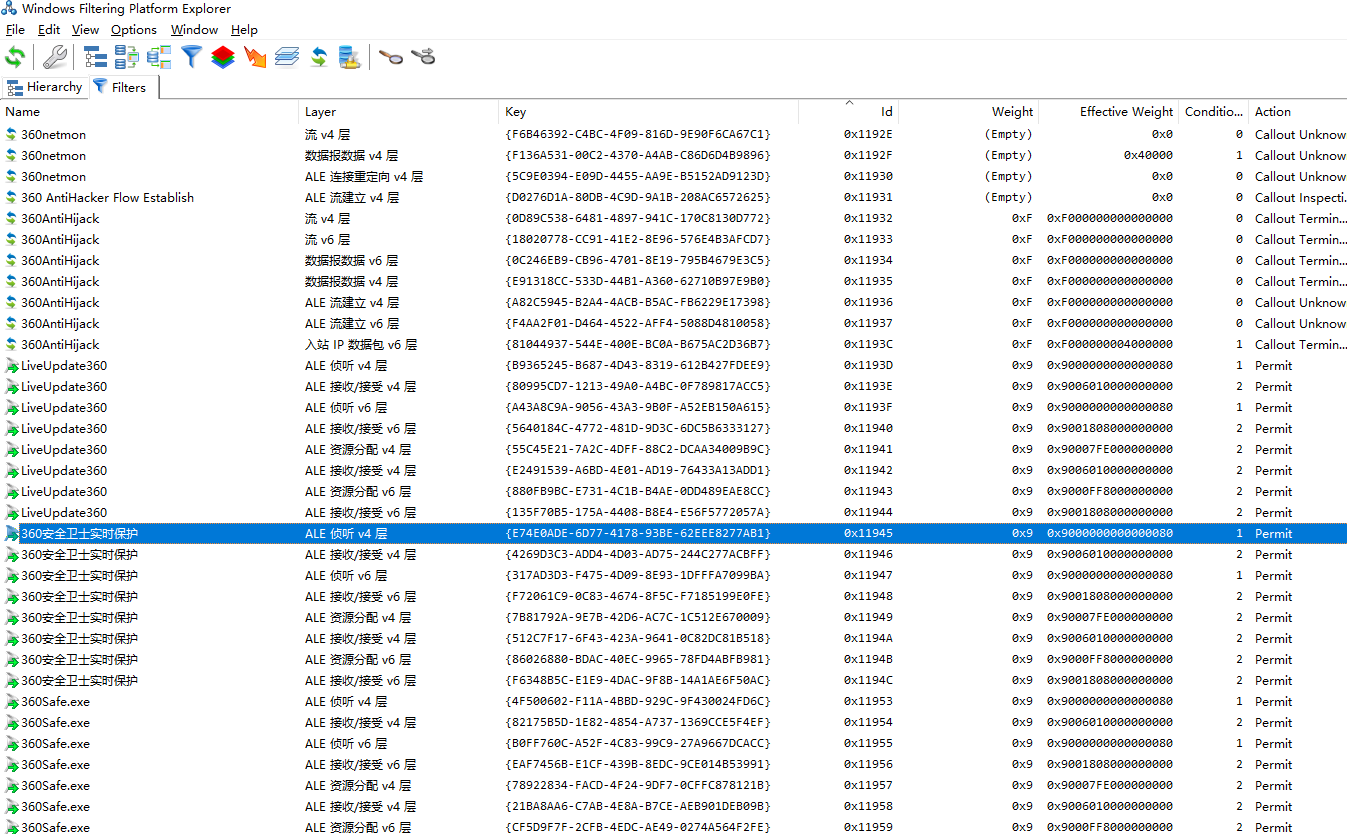 Windows Filtering Platform Explorer
File Edit View Options Window Help
Hierarchy Filters
Name Layer Key Id Weight Effective Weight Conditio... Action
360netmon 流 v4 层 {F6B46392-C4BC-4F09-816D-9E90F6CA67C1} 0x1192E (Empty) 0x0 0 Callout Unknow
360netmon 数据报数据 v4 层 {F136A531-00C2-4370-A4AB-C86D6D4B9896} 0x1192F (Empty) 0x40000 1 Callout Unknow
360netmon ALE 连接重定向 v4 层 {5C9E0394-E09D-4455-AA9E-B5152AD9123D} 0x11930 (Empty) 0x0 0 Callout Unknow
360 AntiHacker Flow Establish ALE 流建立 v4 层 {D0276D1A-80DB-4C9D-9A1B-208AC6572625} 0x11931 (Empty) 0x0 0 Callout Inspecti...
360AntiHijack 流 v4 层 {0D89C538-6481-4897-941C-170C8130D772} 0x11932 0xF 0xF000000000000000 0 Callout Termin...
360AntiHijack 流 v6 层 {18020778-CC91-41E2-8E96-576E4B3AFCD7} 0x11933 0xF 0xF000000000000000 0 Callout Termin...
360AntiHijack 数据报数据 v6 层 {0C246EB9-CB96-4701-8E19-795B4679E3C5} 0x11934 0xF 0xF000000000000000 0 Callout Termin...
360AntiHijack 数据报数据 v4 层 {E91318CC-533D-44B1-A360-62710B97E9B0} 0x11935 0xF 0xF000000000000000 0 Callout Termin...
360AntiHijack ALE 流建立 v4 层 {A82C5945-B2A4-4ACB-B5AC-FB6229E17398} 0x11936 0xF 0xF000000000000000 0 Callout Unknow
360AntiHijack ALE 流建立 v6 层 {F4AA2F01-D464-4522-AFF4-5088D4810058} 0x11937 0xF 0xF000000000000000 0 Callout Unknow
360AntiHijack 入站 IP 数据包 v6 层 {81044937-544E-400E-BC0A-B675AC2D36B7} 0x1193C 0xF 0xF000000004000000 1 Callout Termin...
LiveUpdate360 ALE 侦听 v4 层 {B9365245-B687-4D43-8319-612B427FDEE9} 0x1193D 0x9 0x9000000000000080 1 Permit
LiveUpdate360 ALE 接收/接受 v4 层 {80995CD7-1213-49A0-A4BC-0F789817ACC5} 0x1193E 0x9 0x9006010000000000 2 Permit
LiveUpdate360 ALE 侦听 v6 层 {A43A8C9A-9056-43A3-9B0F-A52EB150A615} 0x1193F 0x9 0x9000000000000080 1 Permit
LiveUpdate360 ALE 接收/接受 v6 层 {5640184C-4772-481D-9D3C-6DC5B6333127} 0x11940 0x9 0x9001808000000000 2 Permit
LiveUpdate360 ALE 资源分配 v4 层 {55C45E21-7A2C-4DFF-88C2-DCAA34009B9C} 0x11941 0x9 0x90007FE000000000 2 Permit
LiveUpdate360 ALE 接收/接受 v4 层 {E2491539-A6BD-4E01-AD19-76433A13ADD1} 0x11942 0x9 0x9006010000000000 2 Permit
LiveUpdate360 ALE 资源分配 v6 层 {880FB9BC-E731-4C1B-B4AE-0DD489EAE8CC} 0x11943 0x9 0x9000FF8000000000 2 Permit
LiveUpdate360 ALE 接收/接受 v6 层 {135F70B5-175A-4408-B8E4-E56F5772057A} 0x11944 0x9 0x9001808000000000 2 Permit
360安全卫士实时保护 ALE 侦听 v4 层 {E74E0ADE-6D77-4178-93BE-62EEE8277AB1} 0x11945 0x9 0x9000000000000080 1 Permit
360安全卫士实时保护 ALE 接收/接受 v4 层 {4269D3C3-ADD4-4D03-AD75-244C277ACBFF} 0x11946 0x9 0x9006010000000000 2 Permit
360安全卫士实时保护 ALE 侦听 v6 层 {317AD3D3-F475-4D09-8E93-1DFFFA7099BA} 0x11947 0x9 0x9000000000000080 1 Permit
360安全卫士实时保护 ALE 接收/接受 v6 层 {F72061C9-0C83-4674-8F5C-F7185199E0FE} 0x11948 0x9 0x9001808000000000 2 Permit
360安全卫士实时保护 ALE 资源分配 v4 层 {7B81792A-9E7B-42D6-AC7C-1C512E670009} 0x11949 0x9 0x90007FE000000000 2 Permit
360安全卫士实时保护 ALE 接收/接受 v4 层 {512C7F17-6F43-423A-9641-0C82DC81B518} 0x1194A 0x9 0x9006010000000000 2 Permit
360安全卫士实时保护 ALE 资源分配 v6 层 {86026880-BDAC-40EC-9965-78FD4ABFB981} 0x1194B 0x9 0x9000FF8000000000 2 Permit
360安全卫士实时保护 ALE 接收/接受 v6 层 {F6348B5C-E1E9-4DAC-9F8B-14A1AE6F50AC} 0x1194C 0x9 0x9001808000000000 2 Permit
360Safe.exe ALE 侦听 v4 层 {4F500602-F11A-4BBD-929C-9F430024FD6C} 0x11953 0x9 0x9000000000000080 1 Permit
360Safe.exe ALE 接收/接受 v4 层 {82175B5D-1E82-4854-A737-1369CCE5F4EF} 0x11954 0x9 0x9006010000000000 2 Permit
360Safe.exe ALE 侦听 v6 层 {B0FF760C-A52F-4C83-99C9-27A9667DCACC} 0x11955 0x9 0x9000000000000080 1 Permit
360Safe.exe ALE 接收/接受 v6 层 {EAF7456B-E1CF-439B-8EDC-9CE014B53991} 0x11956 0x9 0x9001808000000000 2 Permit
360Safe.exe ALE 资源分配 v4 层 {78922834-FACD-4F24-9DF7-0CFFC878121B} 0x11957 0x9 0x90007FE000000000 2 Permit
360Safe.exe ALE 接收/接受 v4 层 {21BA8AA6-C7AB-4E8A-B7CE-AEB901DEB09B} 0x11958 0x9 0x9006010000000000 2 Permit
360Safe.exe ALE 资源分配 v6 层 {CF5D9F7F-2CFB-4EDC-AE49-0274A564F2FE} 0x11959 0x9 0x9000FF8000000000 2 Permit